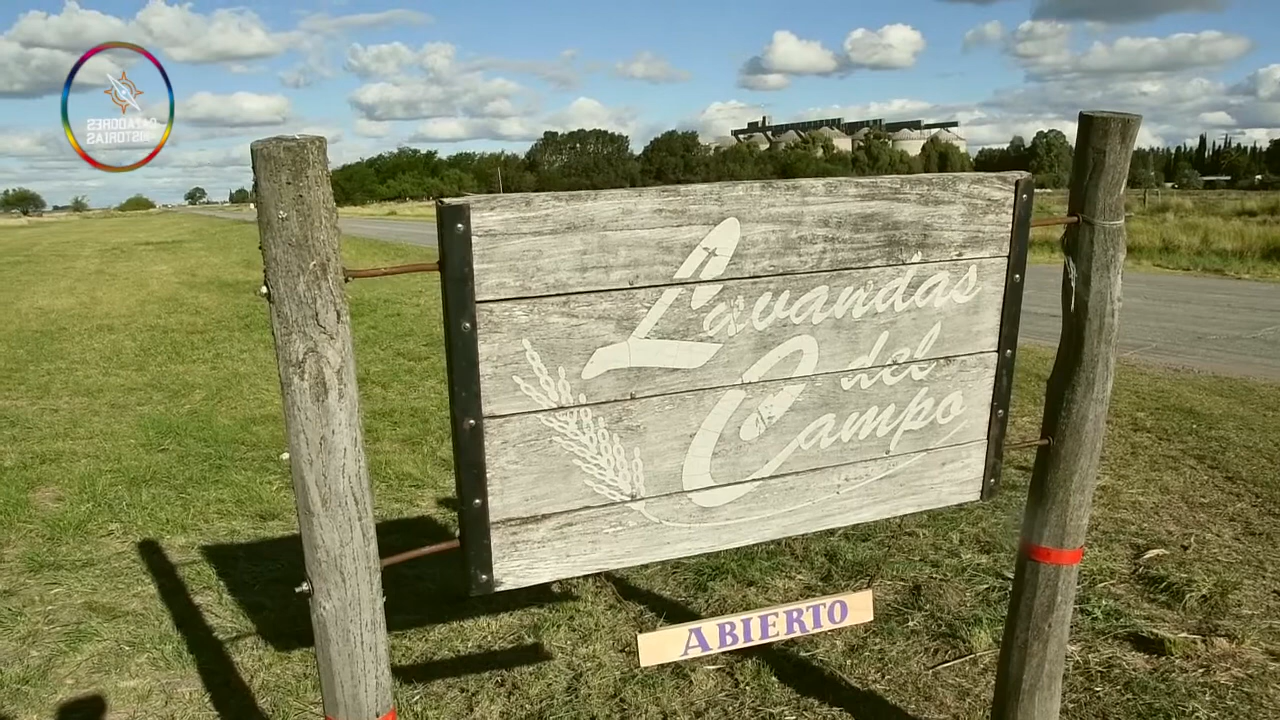 CAZADORES
HISTORIAS
Lavandas
del
Campo
ABIERTO